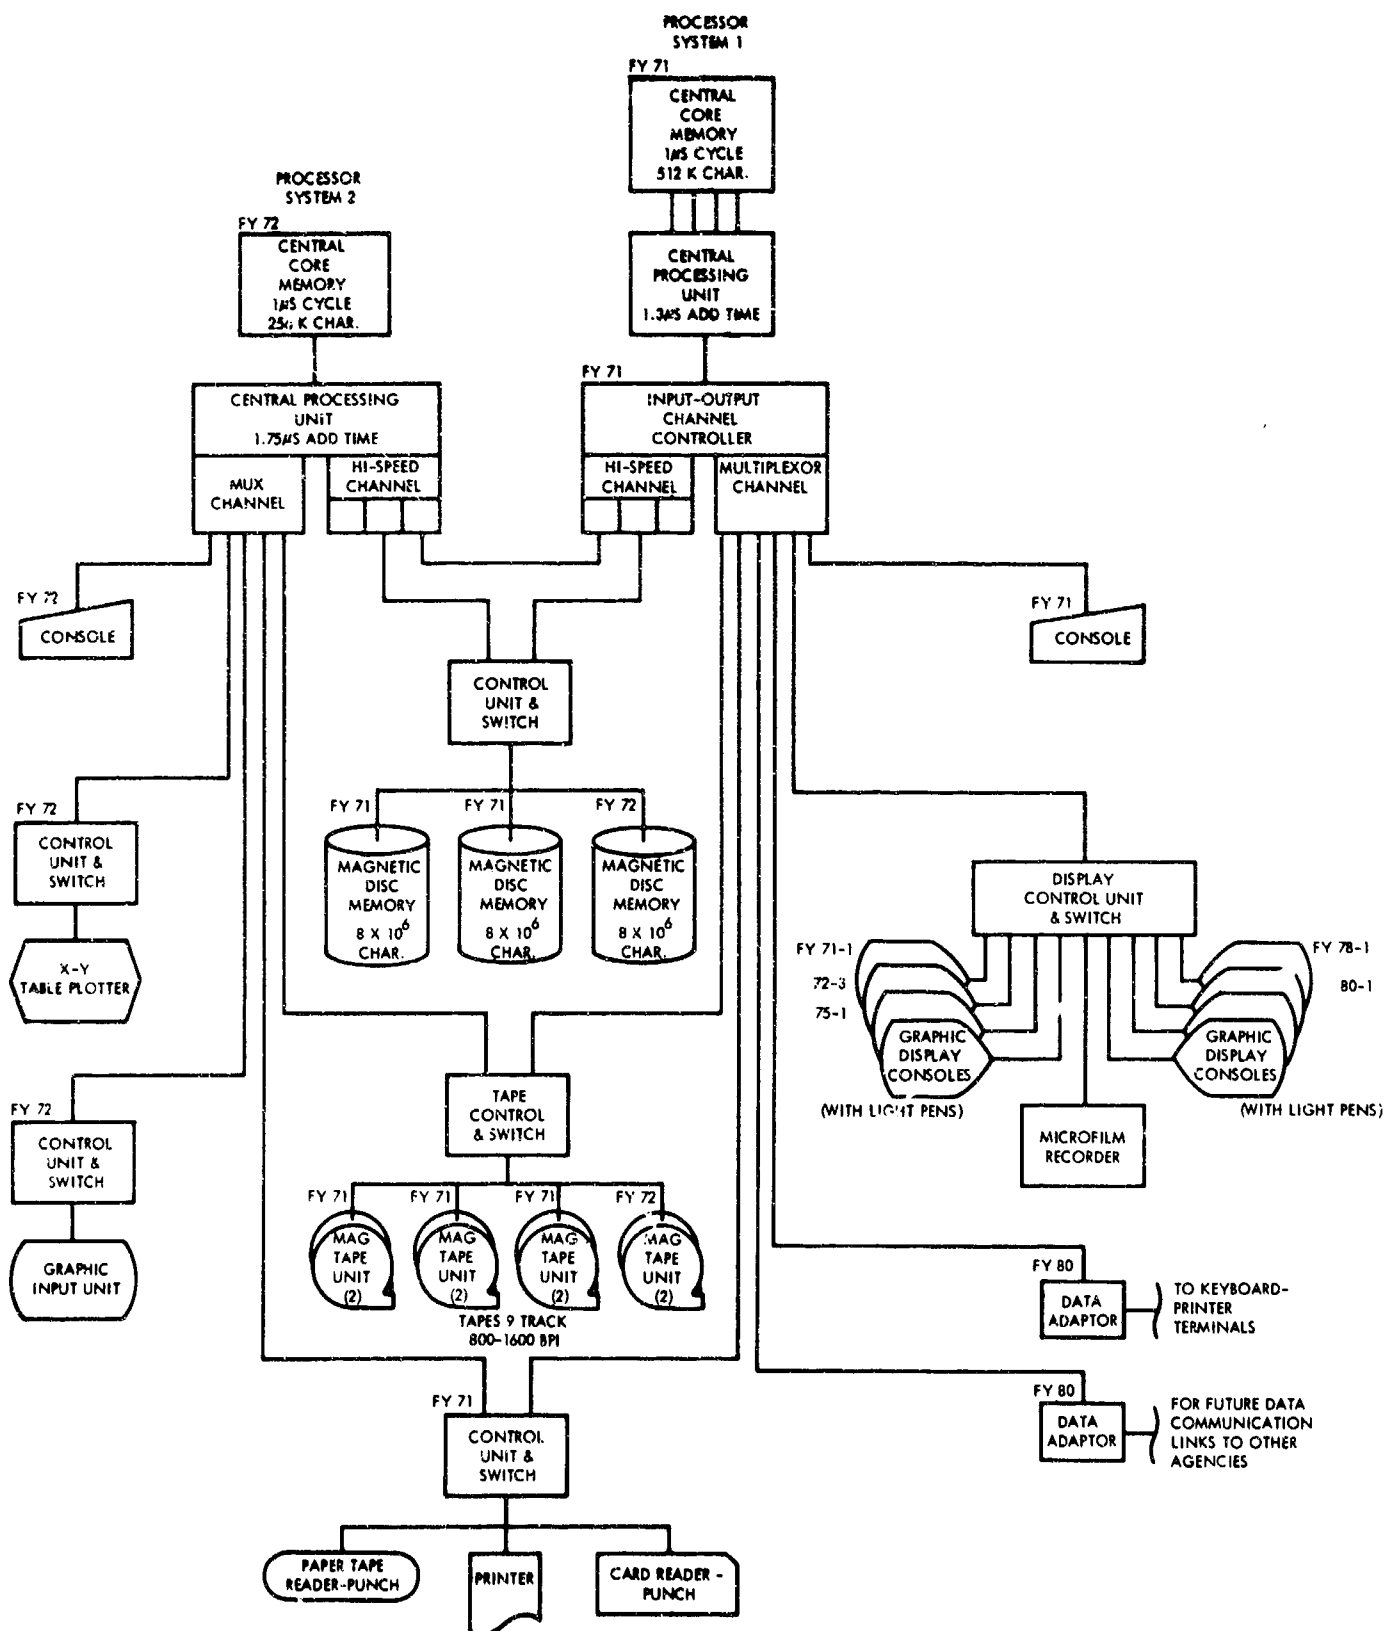 PROCESSOR
SYSTEM 1
FY 71
CENTRAL
CORE
MEMORY
1μS CYCLE
512 K CHAR.
PROCESSOR
SYSTEM 2
FY 72
CENTRAL
CORE
MEMORY
1μS CYCLE
K CHAR.
CENTRAL
PROCESSING
UNIT
1.3μS ADD TIME
CENTRAL PROCESSING
UNIT
1.75μS ADD TIME
MUX
CHANNEL
HI-SPEED
CHANNEL
FY 71
INPUT-OUTPUT
CHANNEL
CONTROLLER
HI-SPEED
CHANNEL
MULTIPLEXOR
CHANNEL
FY 72
CONSOLE
FY 71
CONSOLE
CONTROL
UNIT &
SWITCH
FY 72
CONTROL
UNIT &
SWITCH
X-Y
TABLE PLOTTER
FY 71
MAGNETIC
DISC
MEMORY
8 X 10⁶
CHAR.
FY 71
MAGNETIC
DISC
MEMORY
8 X 10⁶
CHAR.
FY 72
MAGNETIC
DISC
MEMORY
8 X 10⁶
CHAR.
DISPLAY
CONTROL UNIT
& SWITCH
FY 71-1
72-3
75-1
GRAPHIC
DISPLAY
CONSOLES
(WITH LIGHT PENS)
FY 78-1
80-1
GRAPHIC
DISPLAY
CONSOLES
(WITH LIGHT PENS)
MICROFILM
RECORDER
FY 72
CONTROL
UNIT &
SWITCH
GRAPHIC
INPUT UNIT
TAPE
CONTROL
& SWITCH
FY 71
MAG
TAPE
UNIT
(2)
FY 71
MAG
TAPE
UNIT
(2)
FY 71
MAG
TAPE
UNIT
(2)
FY 72
MAG
TAPE
UNIT
(2)
TAPES 9 TRACK
800-1600 BPI
FY 80
DATA
ADAPTOR
TO KEYBOARD-
PRINTER
TERMINALS
FY 80
DATA
ADAPTOR
FOR FUTURE DATA
COMMUNICATION
LINKS TO OTHER
AGENCIES
FY 71
CONTROL
UNIT &
SWITCH
PAPER TAPE
READER-PUNCH
PRINTER
CARD READER -
PUNCH